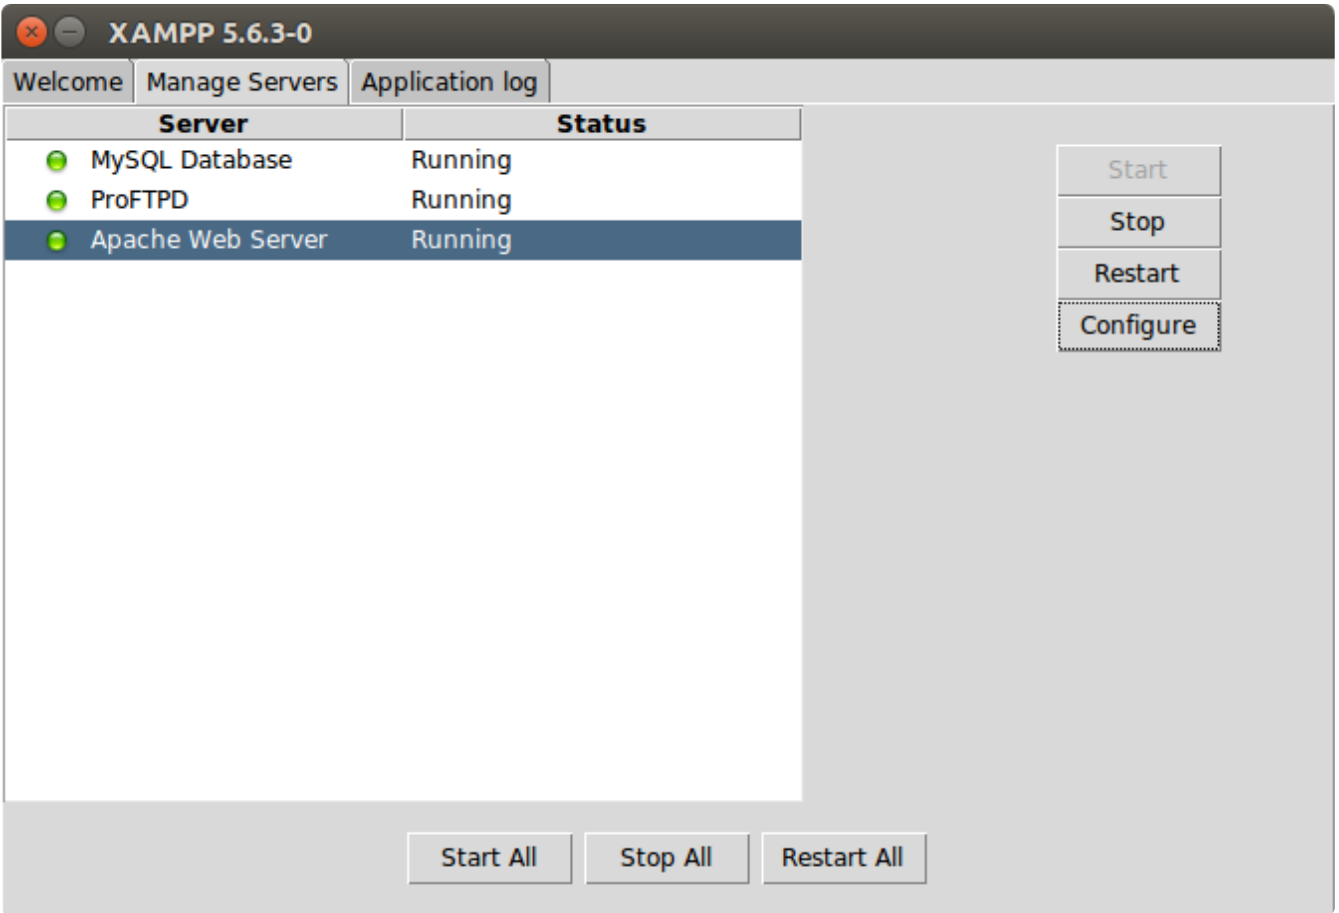 XAMPP 5.6.3-0
Welcome Manage Servers Application log
Server Status
MySQL Database Running
ProFTPD Running
Apache Web Server Running
Start
Stop
Restart
Configure
Start All Stop All Restart All